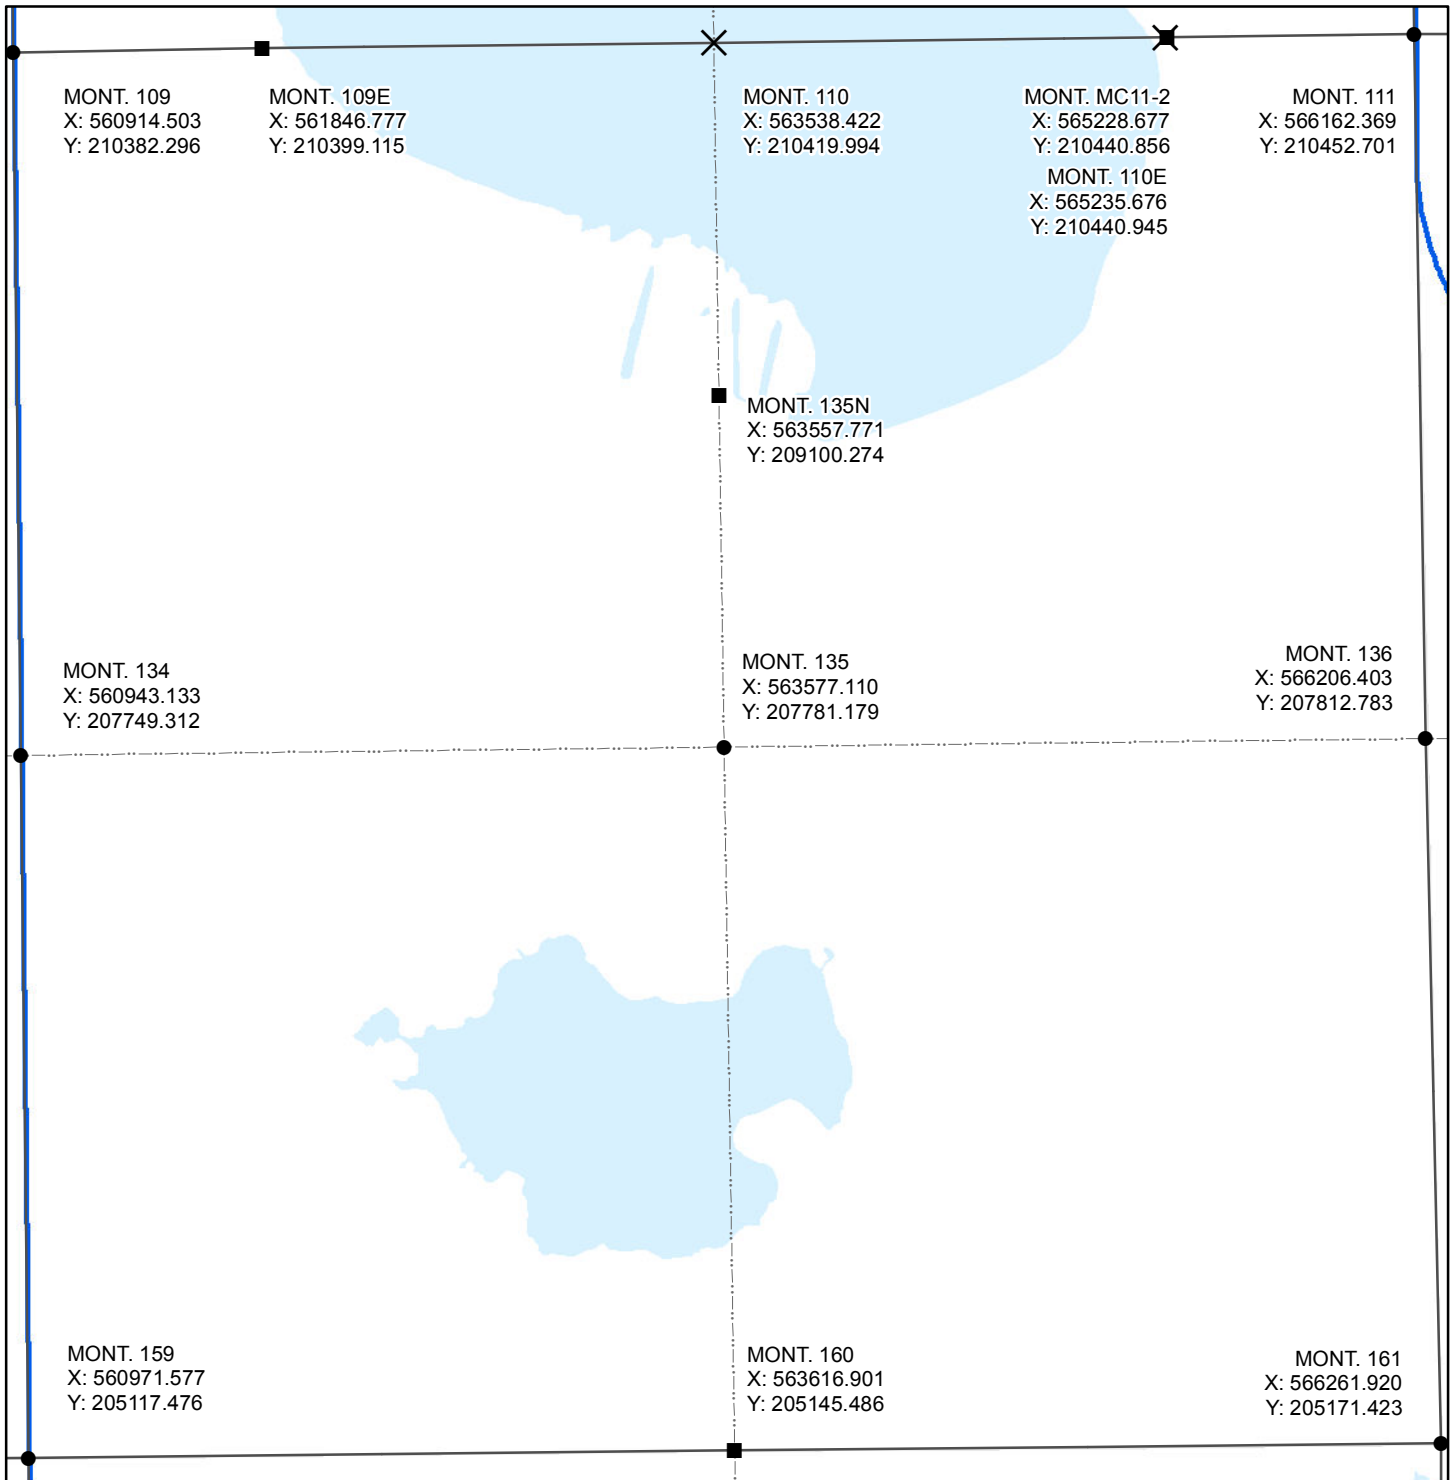 MONT. 109
X: 560914.503
Y: 210382.296
MONT. 109E
X: 561846.777
Y: 210399.115
MONT. 110
X: 563538.422
Y: 210419.994
MONT. MC11-2
X: 565228.677
Y: 210440.856
MONT. 110E
X: 565235.676
Y: 210440.945
MONT. 111
X: 566162.369
Y: 210452.701
MONT. 135N
X: 563557.771
Y: 209100.274
MONT. 134
X: 560943.133
Y: 207749.312
MONT. 135
X: 563577.110
Y: 207781.179
MONT. 136
X: 566206.403
Y: 207812.783
MONT. 159
X: 560971.577
Y: 205117.476
MONT. 160
X: 563616.901
Y: 205145.486
MONT. 161
X: 566261.920
Y: 205171.423